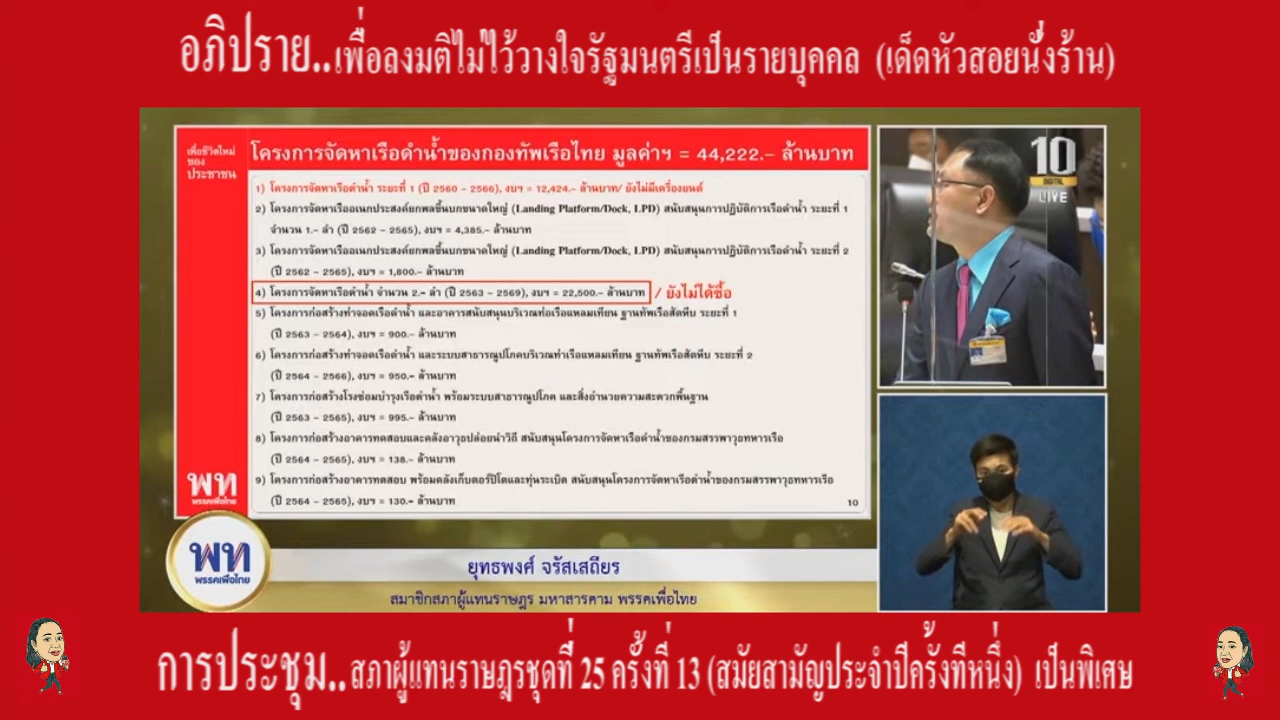 อภิปราย..เพื่อลงมติไม่ไว้วางใจรัฐมนตรีเป็นรายบุคคล (เด็ดหัวสอยนั่งร้าน)
เพื่อชีวิตใหม่
ของ
ประชาชน
โครงการจัดหาเรือดำน้ำของกองทัพเรือไทย มูลค่าฯ = 44,222.- ล้านบาท
1) โครงการจัดหาเรือดำน้ำ ระยะที่ 1 (ปี 2560 - 2566), งบฯ = 12,424.- ล้านบาท/ ยังไม่มีเครื่องยนต์
2) โครงการจัดหาเรืออเนกประสงค์ยกพลขึ้นบกขนาดใหญ่ (Landing Platform/Dock, LPD) สนับสนุนการปฏิบัติการเรือดำน้ำ ระยะที่ 1
จำนวน 1.- ลำ (ปี 2562 - 2565), งบฯ = 4,385.- ล้านบาท
3) โครงการจัดหาเรืออเนกประสงค์ยกพลขึ้นบกขนาดใหญ่ (Landing Platform/Dock, LPD) สนับสนุนการปฏิบัติการเรือดำน้ำ ระยะที่ 2
(ปี 2562 - 2565), งบฯ = 1,800.- ล้านบาท
4) โครงการจัดหาเรือดำน้ำ จำนวน 2.- ลำ (ปี 2563 - 2569), งบฯ = 22,500.- ล้านบาท / ยังไม่ได้ซื้อ
5) โครงการก่อสร้างท่าจอดเรือดำน้ำ และอาคารสนับสนุนบริเวณท่อเรือแหลมเทียน ฐานทัพเรือสัตหีบ ระยะที่ 1
(ปี 2563 - 2564), งบฯ = 900.- ล้านบาท
6) โครงการก่อสร้างท่าจอดเรือดำน้ำ และระบบสาธารณูปโภคบริเวณท่าเรือแหลมเทียน ฐานทัพเรือสัตหีบ ระยะที่ 2
(ปี 2564 - 2566), งบฯ = 950.- ล้านบาท
7) โครงการก่อสร้างโรงซ่อมบำรุงเรือดำน้ำ พร้อมระบบสาธารณูปโภค และสิ่งอำนวยความสะดวกพื้นฐาน
(ปี 2563 - 2565), งบฯ = 995.- ล้านบาท
8) โครงการก่อสร้างอาคารทดสอบและคลังอาวุธปล่อยนำวิถี สนับสนุนโครงการจัดหาเรือดำน้ำของกรมสรรพาวุธทหารเรือ
(ปี 2564 - 2565), งบฯ = 138.- ล้านบาท
9) โครงการก่อสร้างอาคารทดสอบ พร้อมคลังเก็บตอร์ปิโดและทุ่นระเบิด สนับสนุนโครงการจัดหาเรือดำน้ำของกรมสรรพาวุธทหารเรือ
(ปี 2564 - 2565), งบฯ = 130.- ล้านบาท
10
พท
พรรคเพื่อไทย
10
DIGITAL
LIVE
พท
พรรคเพื่อไทย
ยุทธพงศ์ จรัสเสถียร
สมาชิกสภาผู้แทนราษฎร มหาสารคาม พรรคเพื่อไทย
การประชุม..สภาผู้แทนราษฎรชุดที่ 25 ครั้งที่ 13 (สมัยสามัญประจำปีครั้งที่หนึ่ง) เป็นพิเศษ